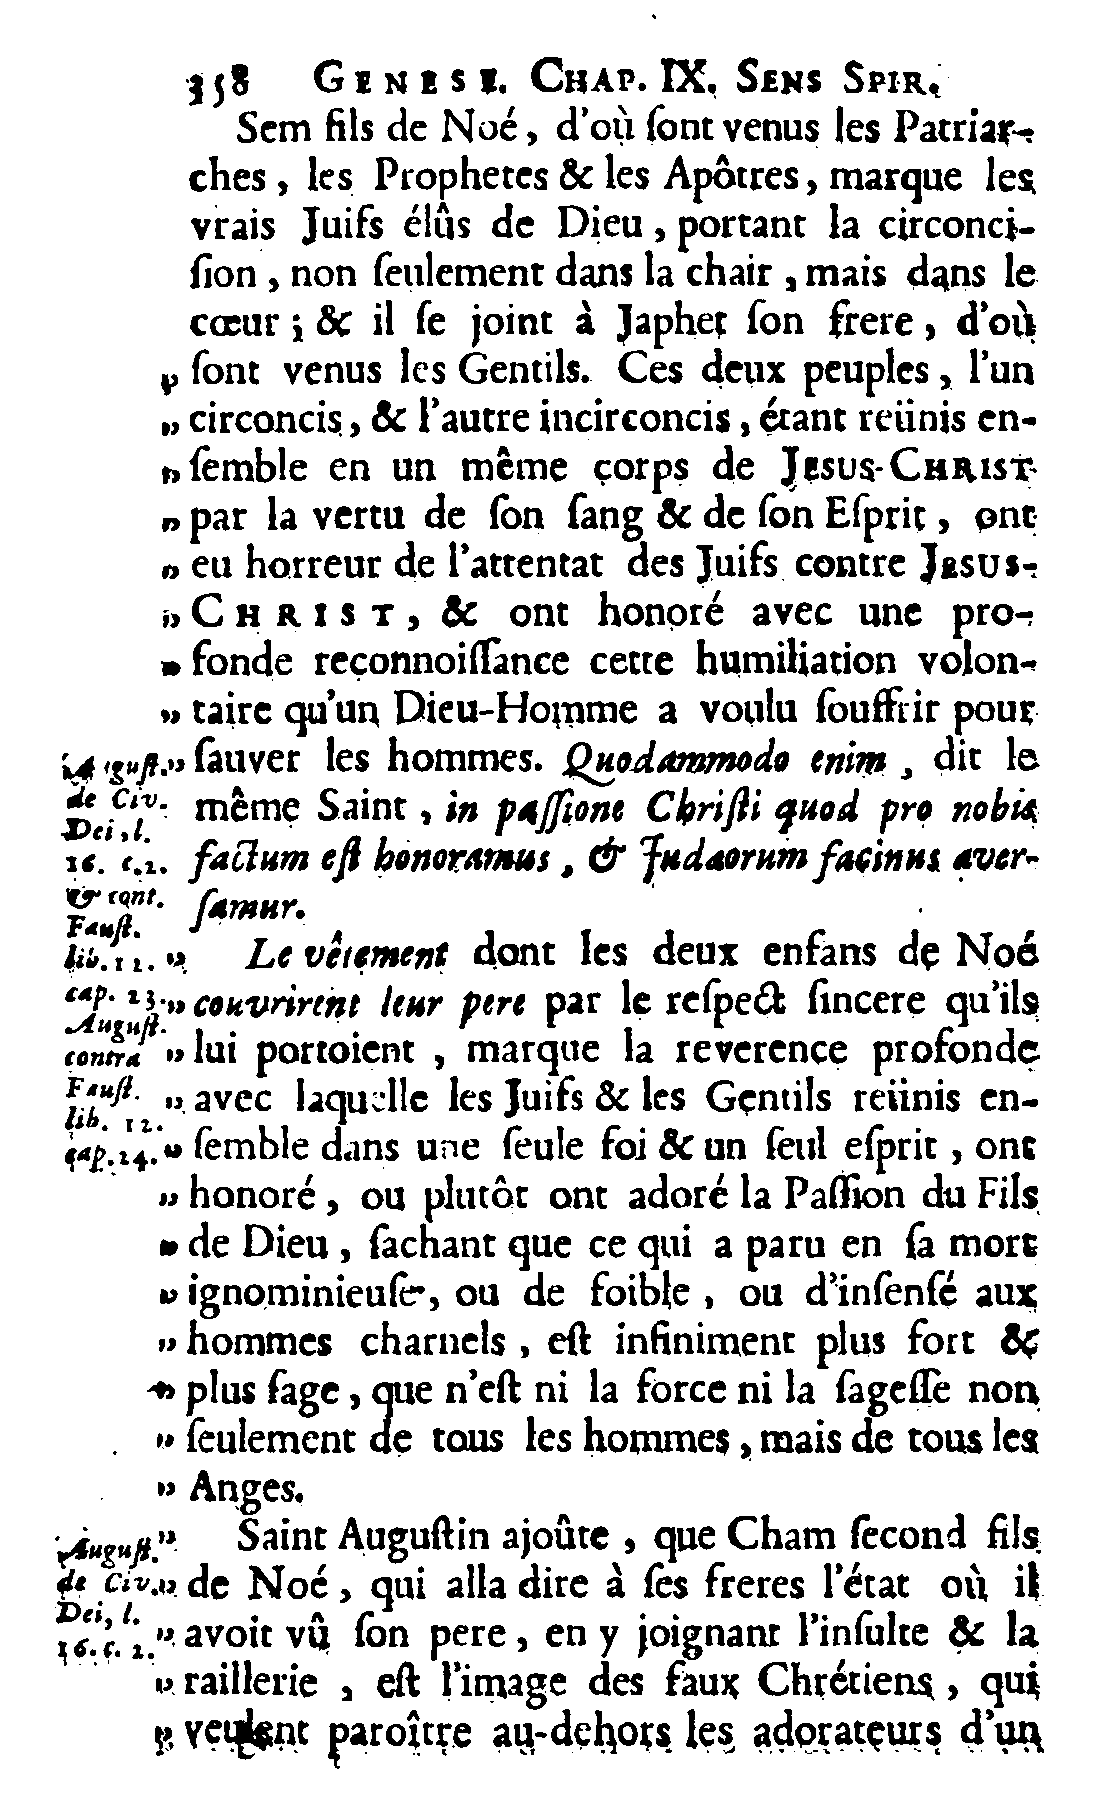 358 GENESE. CHAP. IX. SENS SPIR.
Sem fils de Noé, d'où ſont venus les Patriar-
ches, les Prophetes & les Apôtres, marque les
vrais Juifs élûs de Dieu, portant la circonci-
ſion, non ſeulement dans la chair, mais dans le
cœur; & il ſe joint à Japhet ſon frere, d'où
„ ſont venus les Gentils. Ces deux peuples, l'un
„ circoncis, & l'autre incirconcis, étant reünis en-
„ ſemble en un même corps de JESUS-CHRIST
„ par la vertu de ſon ſang & de ſon Eſprit, ont
„ eu horreur de l'attentat des Juifs contre JESUS-
„ CHRIST, & ont honoré avec une pro-
„ fonde reconnoiſſance cette humiliation volon-
„ taire qu'un Dieu-Homme a voulu ſouffrir pour
„ ſauver les hommes. Quodammodo enim, dit le
même Saint, in paſſione Chriſti quod pro nobis
factum eſt honoramus, & Judaorum facinus aver-
ſamur.
„ Le vêtement dont les deux enfans de Noé
„ couvrirent leur pere par le reſpect ſincere qu'ils
„ lui portoient, marque la reverence profonde
„ avec laquelle les Juifs & les Gentils reünis en-
„ ſemble dans une ſeule foi & un ſeul eſprit, ont
„ honoré, ou plutôt ont adoré la Paſſion du Fils
„ de Dieu, ſachant que ce qui a paru en ſa mort
„ ignominieuſe, ou de foible, ou d'inſenſé aux
„ hommes charnels, eſt infiniment plus fort &
„ plus ſage, que n'eſt ni la force ni la ſageſſe non
„ ſeulement de tous les hommes, mais de tous les
„ Anges.
„ Saint Auguſtin ajoûte, que Cham ſecond fils
„ de Noé, qui alla dire à ſes freres l'état où il
„ avoit vû ſon pere, en y joignant l'inſulte & la
„ raillerie, eſt l'image des faux Chrétiens, qui
„ veulent paroître au-dehors les adorateurs d'un
Auguſt.
de Civ.
Dei, l.
16. c.2.
& cont.
Fauſt.
lib. 12.
cap. 23.
Auguſt.
contra
Fauſt.
lib. 12.
cap. 24.
Auguſt.
de Civ.
Dei, l.
16. c. 2.